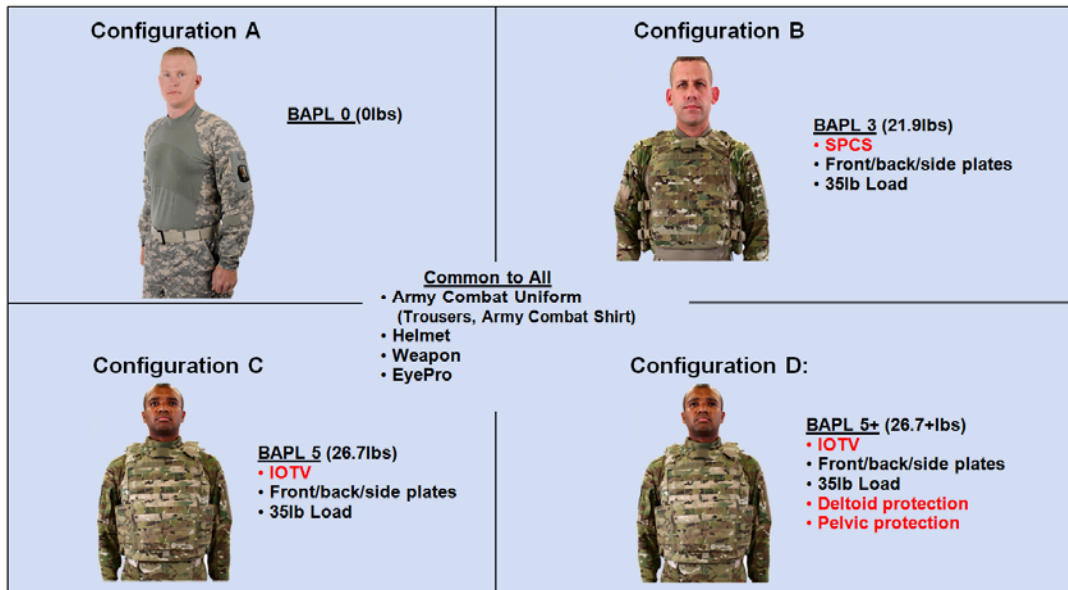 Configuration A
BAPL 0 (0lbs)
Configuration B
BAPL 3 (21.9lbs)
• SPCS
• Front/back/side plates
• 35lb Load
Common to All
• Army Combat Uniform
(Trousers, Army Combat Shirt)
• Helmet
• Weapon
• EyePro
Configuration C
BAPL 5 (26.7lbs)
• IOTV
• Front/back/side plates
• 35lb Load
Configuration D:
BAPL 5+ (26.7+lbs)
• IOTV
• Front/back/side plates
• 35lb Load
• Deltoid protection
• Pelvic protection